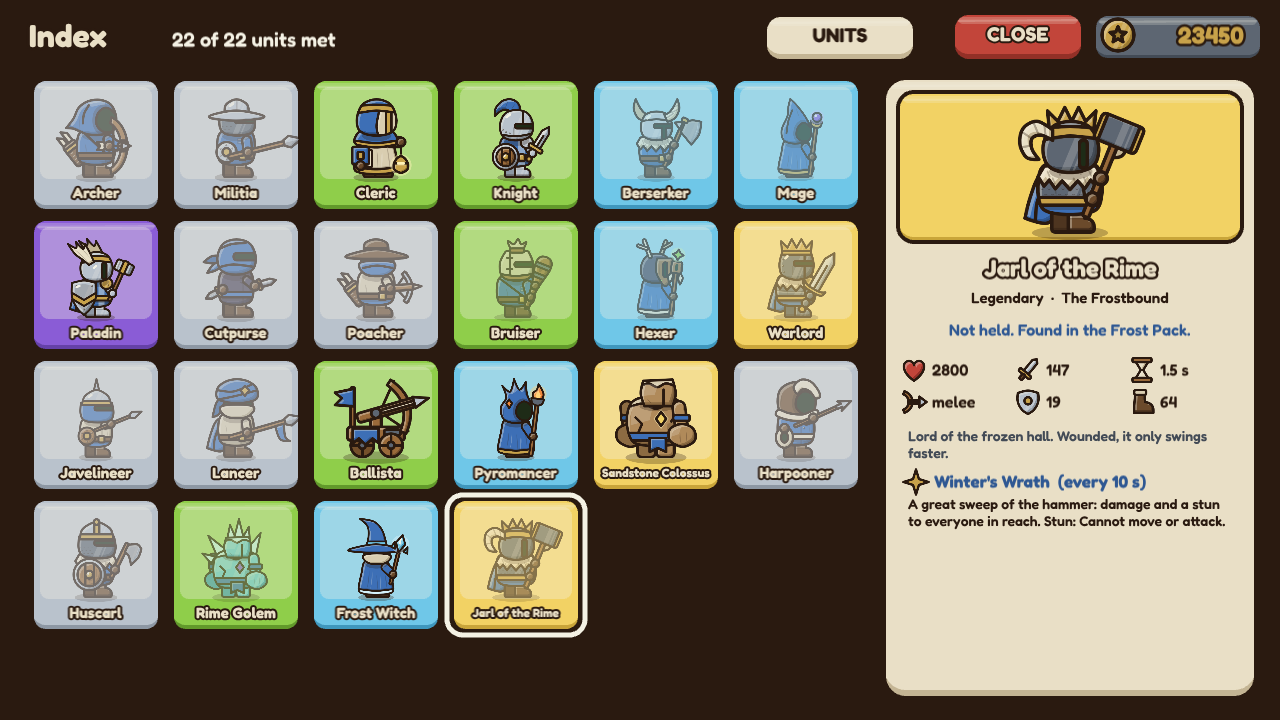 Index
22 of 22 units met
UNITS
CLOSE
23450
Archer
Militia
Cleric
Knight
Berserker
Mage
Paladin
Cutpurse
Poacher
Bruiser
Hexer
Warlord
Javelineer
Lancer
Ballista
Pyromancer
Sandstone Colossus
Harpooner
Huscarl
Rime Golem
Frost Witch
Jarl of the Rime
Jarl of the Rime
Legendary · The Frostbound
Not held. Found in the Frost Pack.
2800
147
1.5 s
melee
19
64
Lord of the frozen hall. Wounded, it only swings
faster.
Winter's Wrath (every 10 s)
A great sweep of the hammer: damage and a stun
to everyone in reach. Stun: Cannot move or attack.